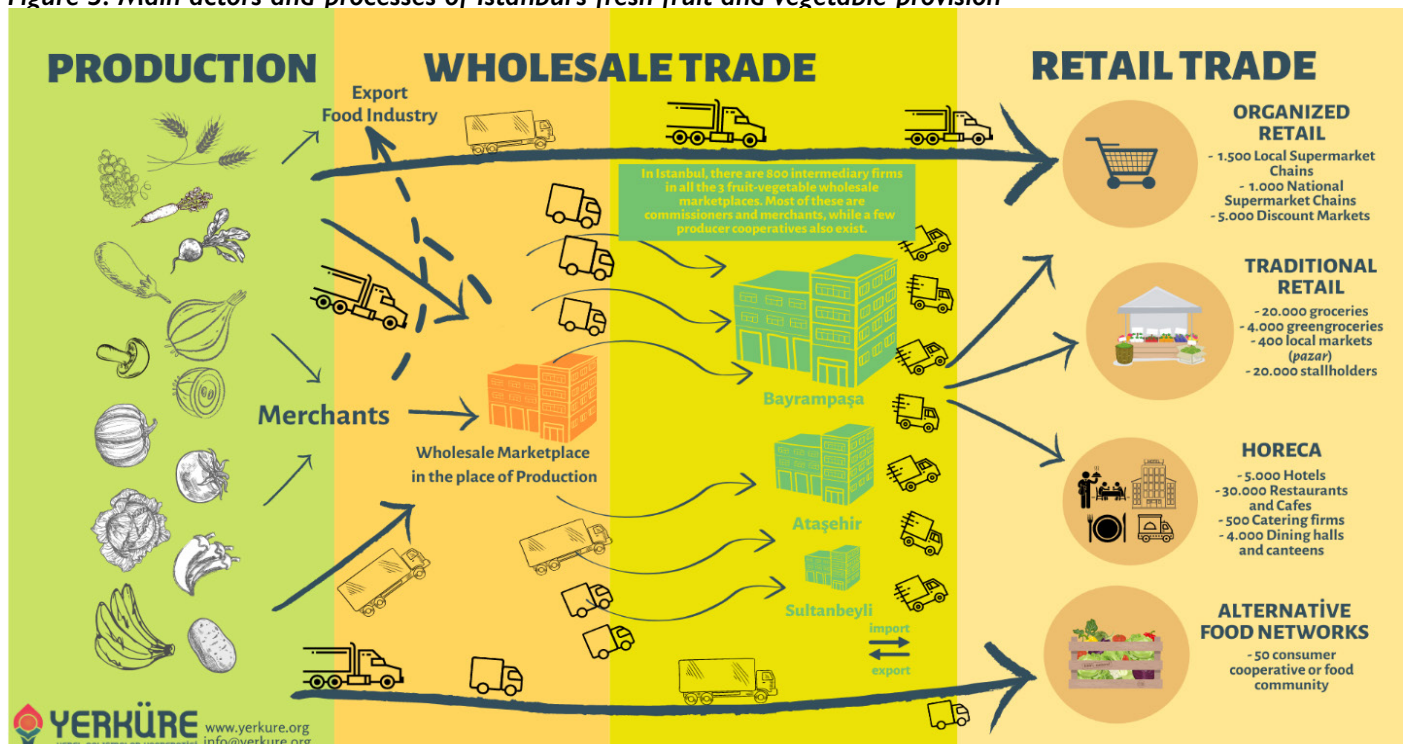 Figure 3. Main actors and processes of Istanbul's fresh fruit and vegetable provision
PRODUCTION
WHOLESALE TRADE
RETAIL TRADE
Export
Food Industry
In Istanbul, there are 800 intermediary firms
in all the 3 fruit-vegetable wholesale
marketplaces. Most of these are
commissioners and merchants, while a few
producer cooperatives also exist.
Merchants
Wholesale Marketplace
in the place of Production
Bayrampaşa
Ataşehir
Sultanbeyli
import
export
ORGANIZED
RETAIL
- 1.500 Local Supermarket
Chains
- 1.000 National
Supermarket Chains
- 5.000 Discount Markets
TRADITIONAL
RETAIL
- 20.000 groceries
- 4.000 greengroceries
- 400 local markets
(pazar)
- 20.000 stallholders
HORECA
- 5.000 Hotels
- 30.000 Restaurants
and Cafes
- 500 Catering firms
- 4.000 Dining halls
and canteens
ALTERNATİVE
FOOD NETWORKS
- 50 consumer
cooperative or food
community
YERKÜRE
www.yerkure.org
info@yerkure.org